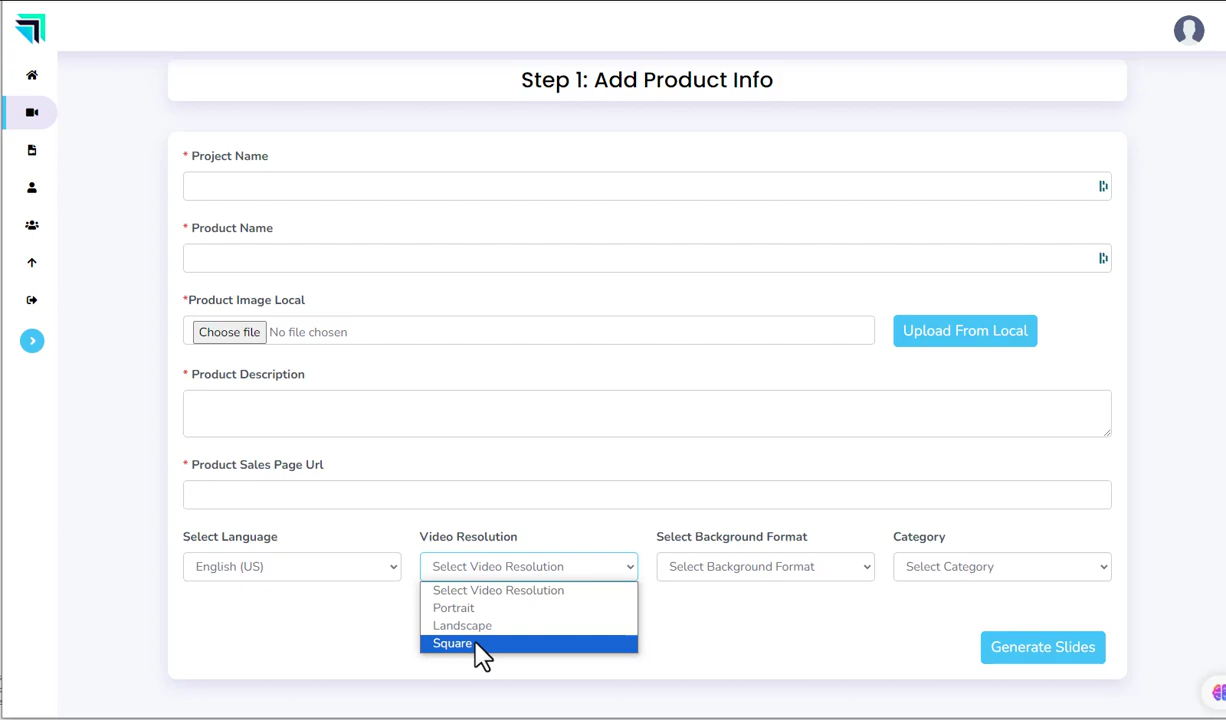 Step 1: Add Product Info
* Project Name
* Product Name
*Product Image Local
Choose file No file chosen
Upload From Local
* Product Description
* Product Sales Page Url
Select Language Video Resolution Select Background Format Category
English (US) Select Video Resolution Select Background Format Select Category
Select Video Resolution
Portrait
Landscape
Square
Generate Slides